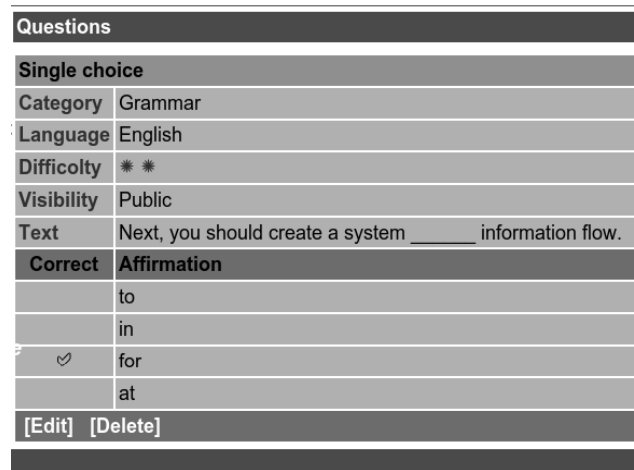 Questions
Single choice
Category Grammar
Language English
Difficolty ✷ ✷
Visibility Public
Text Next, you should create a system ______ information flow.
Correct Affirmation
to
in
for
at
[Edit] [Delete]